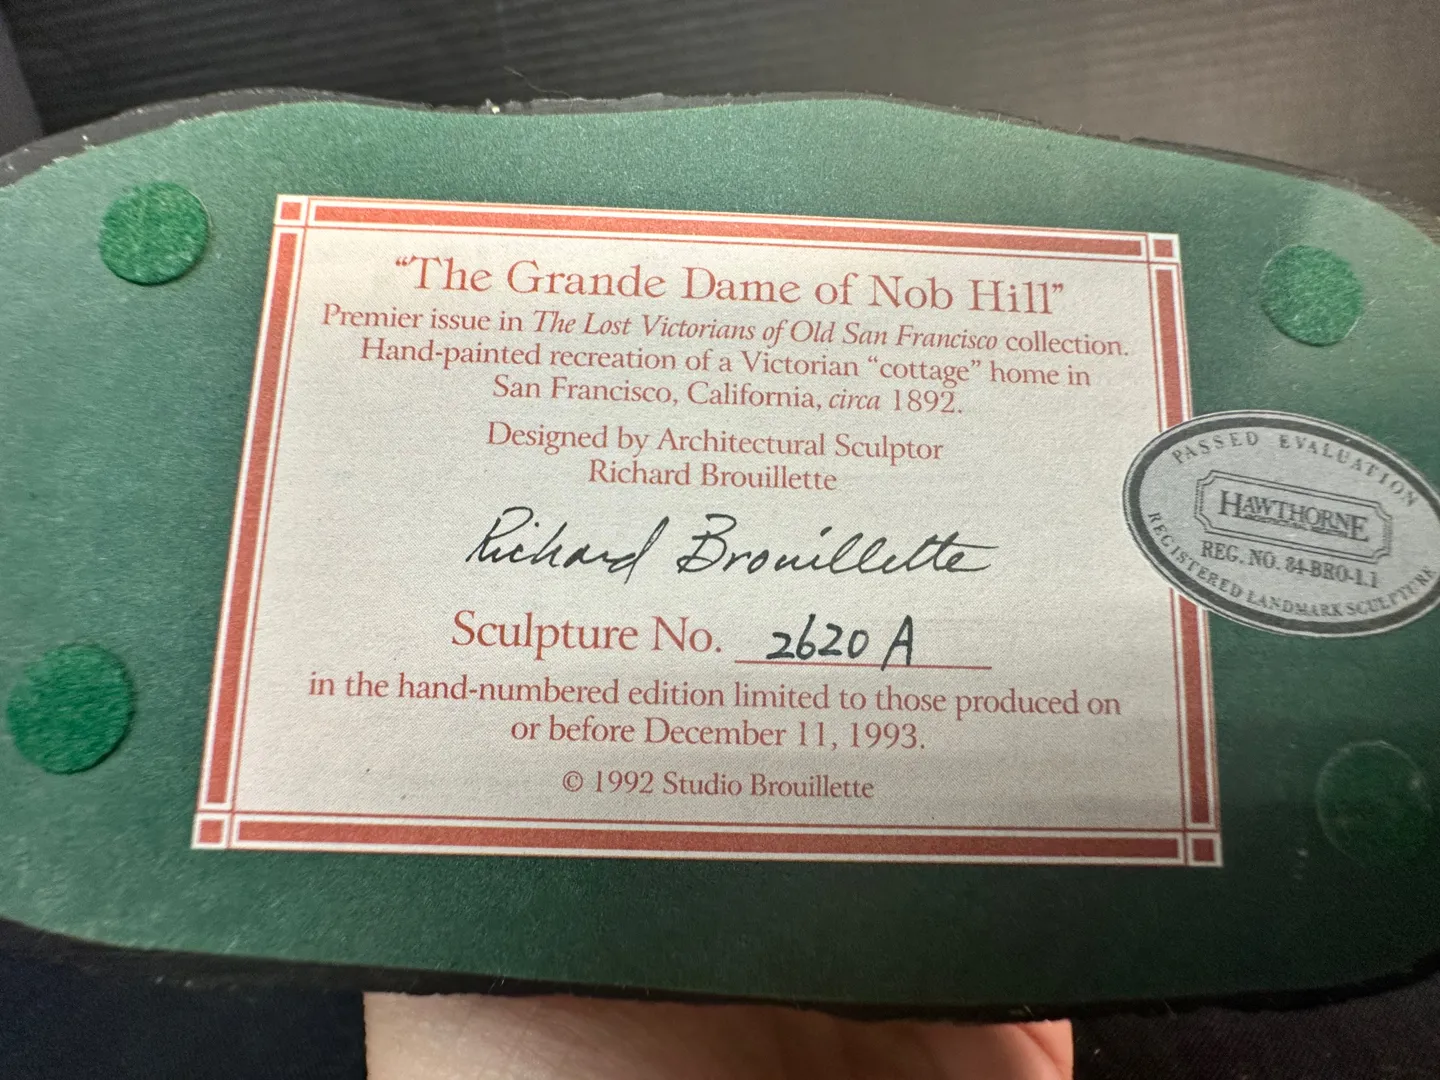 “The Grande Dame of Nob Hill”
Premier issue in The Lost Victorians of Old San Francisco collection.
Hand-painted recreation of a Victorian “cottage” home in
San Francisco, California, circa 1892.
Designed by Architectural Sculptor
Richard Brouillette
Richard Brouillette
Sculpture No. 2620 A
in the hand-numbered edition limited to those produced on
or before December 11, 1993.
© 1992 Studio Brouillette
PASSED EVALUATION
HAWTHORNE
REG. NO. 84-BRO-1.1
REGISTERED LANDMARK SCULPTURE